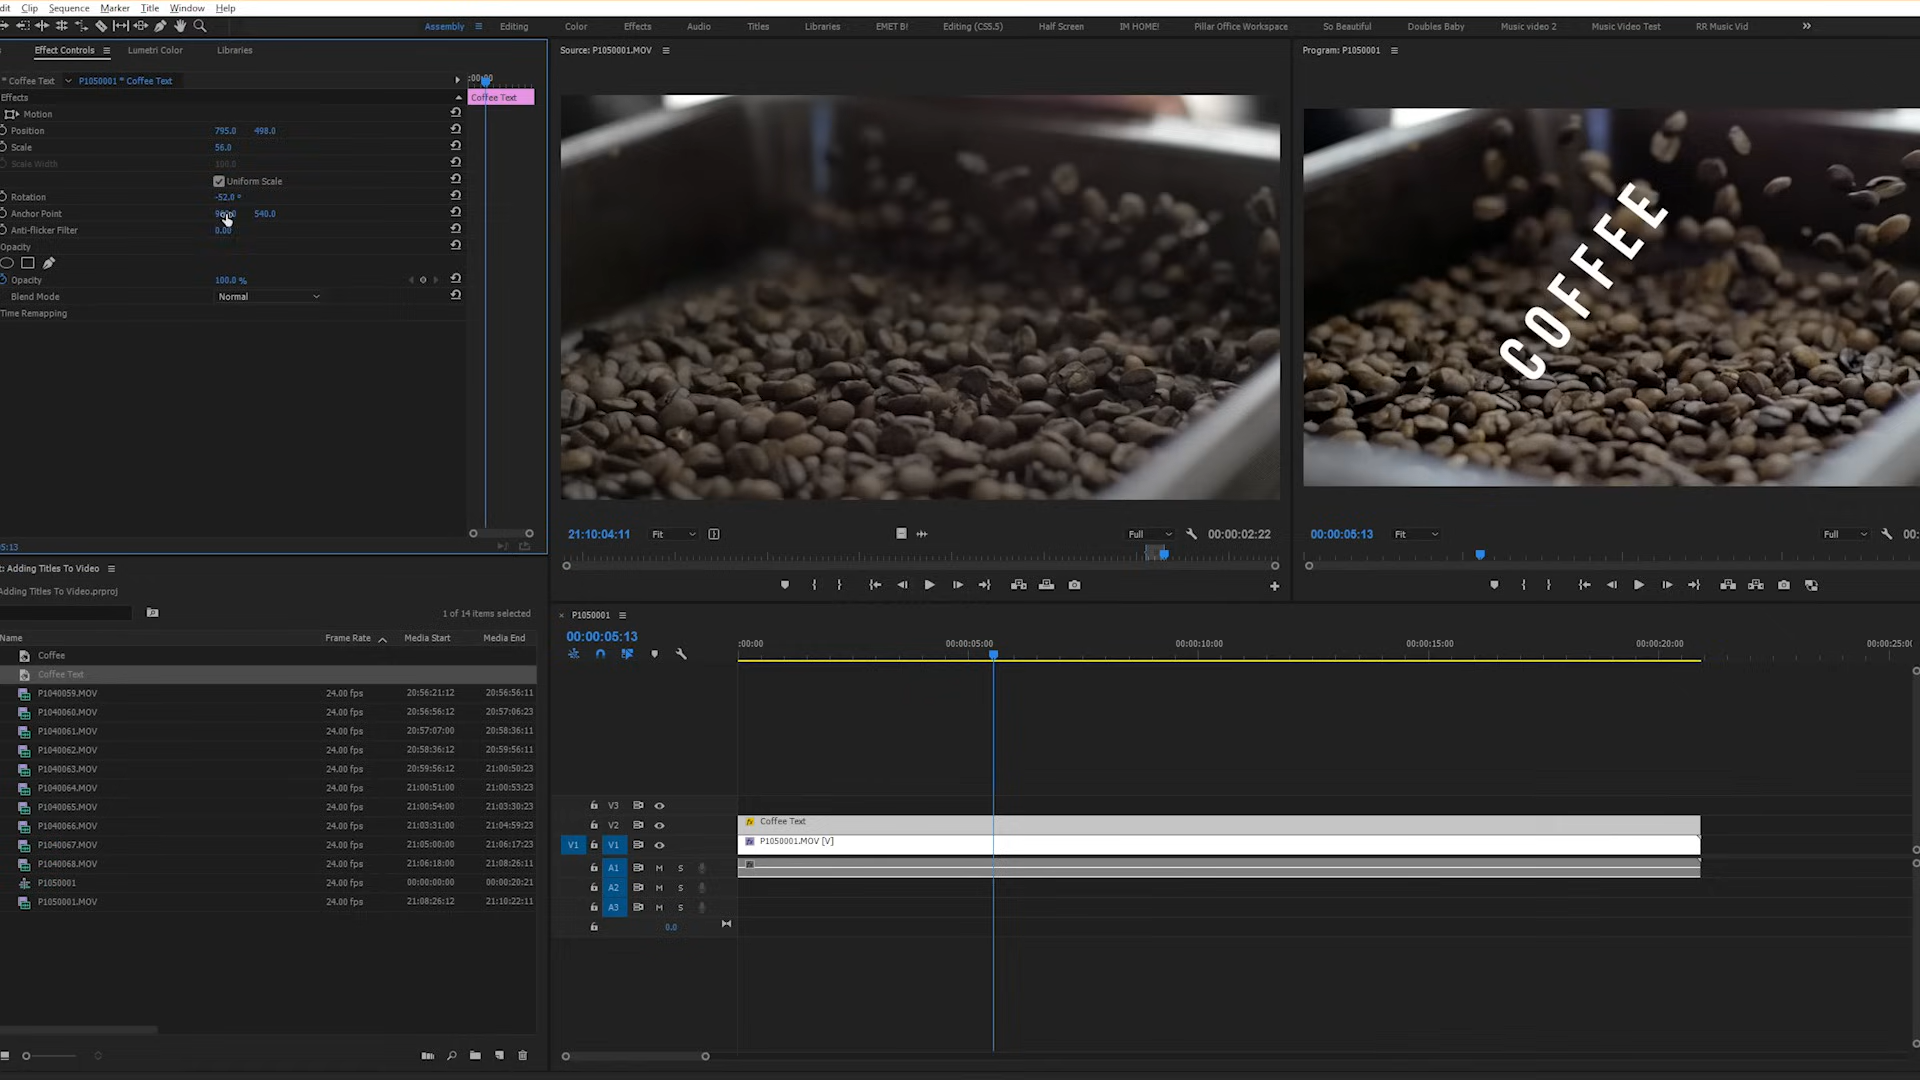 dit Clip Sequence Marker Title Window Help
Assembly Editing Color Effects Audio Titles Libraries EMET B! Editing (CS5.5) Half Screen IM HOME! Pillar Office Workspace So Beautiful Doubles Baby Music video 2 Music Video Test RR Music Vid
Effect Controls Lumetri Color Libraries
Source: P1050001.MOV
Program: P1050001
* Coffee Text P1050001 * Coffee Text
:00:00
Effects
Coffee Text
Motion
Position 795.0 498.0
Scale 56.0
Scale Width 100.0
Uniform Scale
Rotation -52.0 °
Anchor Point 540.0
Anti-flicker Filter 0.00
Opacity
Opacity 100.0 %
Blend Mode Normal
Time Remapping
COFFEE
21:10:04:11 Fit Full 00:00:02:22
00:00:05:13 Fit Full 00:
5:13
: Adding Titles To Video
Adding Titles To Video.prproj
1 of 14 items selected
Name Frame Rate Media Start Media End
Coffee
Coffee Text
P1040059.MOV 24.00 fps 20:56:21:12 20:56:56:11
P1040060.MOV 24.00 fps 20:56:56:12 20:57:06:23
P1040061.MOV 24.00 fps 20:57:07:00 20:58:36:11
P1040062.MOV 24.00 fps 20:58:36:12 20:59:56:11
P1040063.MOV 24.00 fps 20:59:56:12 21:00:50:23
P1040064.MOV 24.00 fps 21:00:51:00 21:00:53:23
P1040065.MOV 24.00 fps 21:00:54:00 21:03:30:23
P1040066.MOV 24.00 fps 21:03:31:00 21:04:59:23
P1040067.MOV 24.00 fps 21:05:00:00 21:06:17:23
P1040068.MOV 24.00 fps 21:06:18:00 21:08:26:11
P1050001 24.00 fps 00:00:00:00 00:00:20:21
P1050001.MOV 24.00 fps 21:08:26:12 21:10:22:11
P1050001
00:00:05:13
:00:00 00:00:05:00 00:00:10:00 00:00:15:00 00:00:20:00 00:00:25:0
V3
V2 fx Coffee Text
V1 V1 fx P1050001.MOV [V]
A1 M S fx
A2 M S
A3 M S
0.0